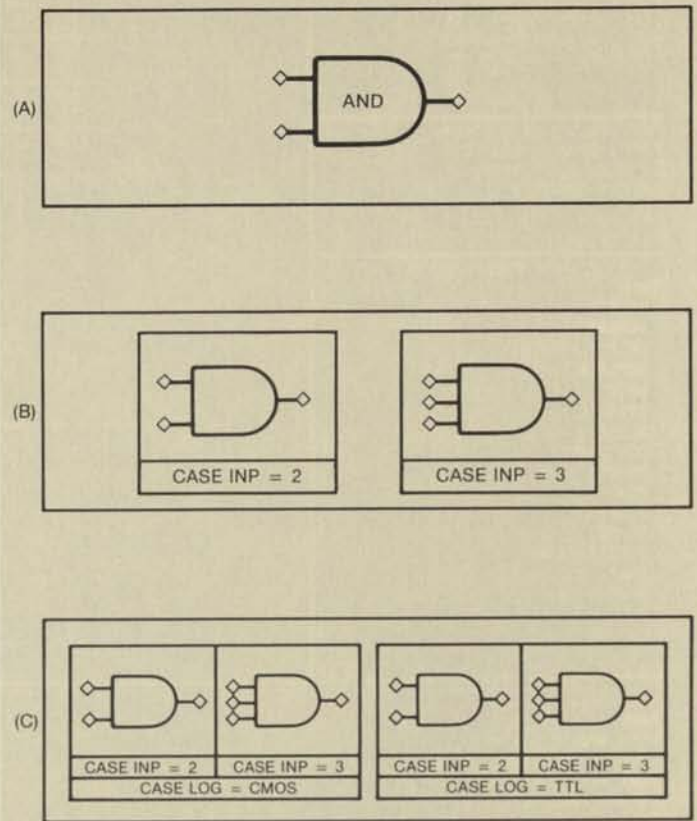 (A)
AND
(B)
CASE INP = 2
CASE INP = 3
(C)
CASE INP = 2
CASE INP = 3
CASE LOG = CMOS
CASE INP = 2
CASE INP = 3
CASE LOG = TTL